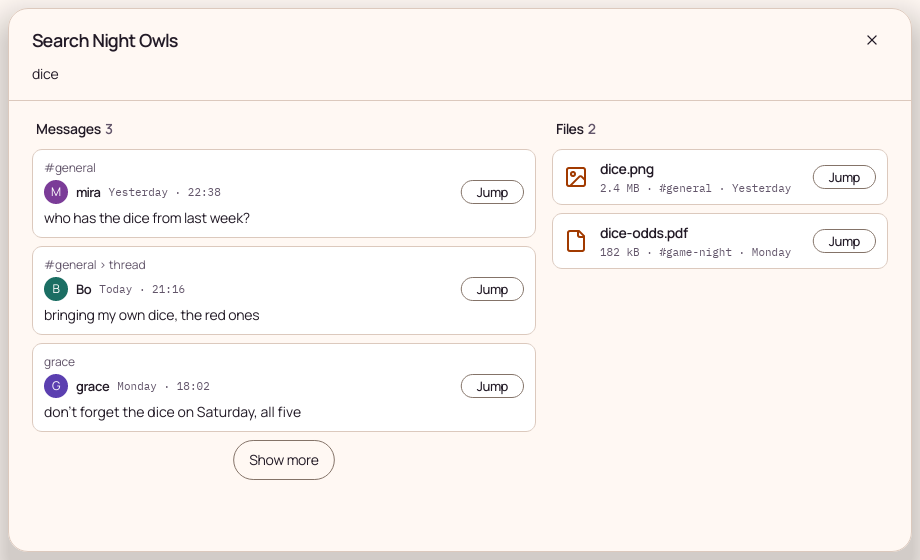 Search Night Owls
dice
Messages 3
#general
M mira Yesterday · 22:38
Jump
who has the dice from last week?
#general › thread
B Bo Today · 21:16
Jump
bringing my own dice, the red ones
grace
G grace Monday · 18:02
Jump
don't forget the dice on Saturday, all five
Show more
Files 2
dice.png
2.4 MB · #general · Yesterday
Jump
dice-odds.pdf
182 kB · #game-night · Monday
Jump